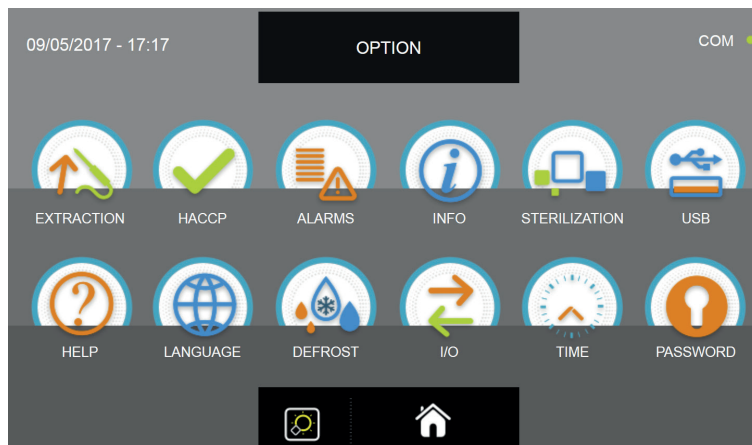 09/05/2017 - 17:17
OPTION
COM
EXTRACTION
HACCP
ALARMS
INFO
STERILIZATION
USB
HELP
LANGUAGE
DEFROST
I/O
TIME
PASSWORD